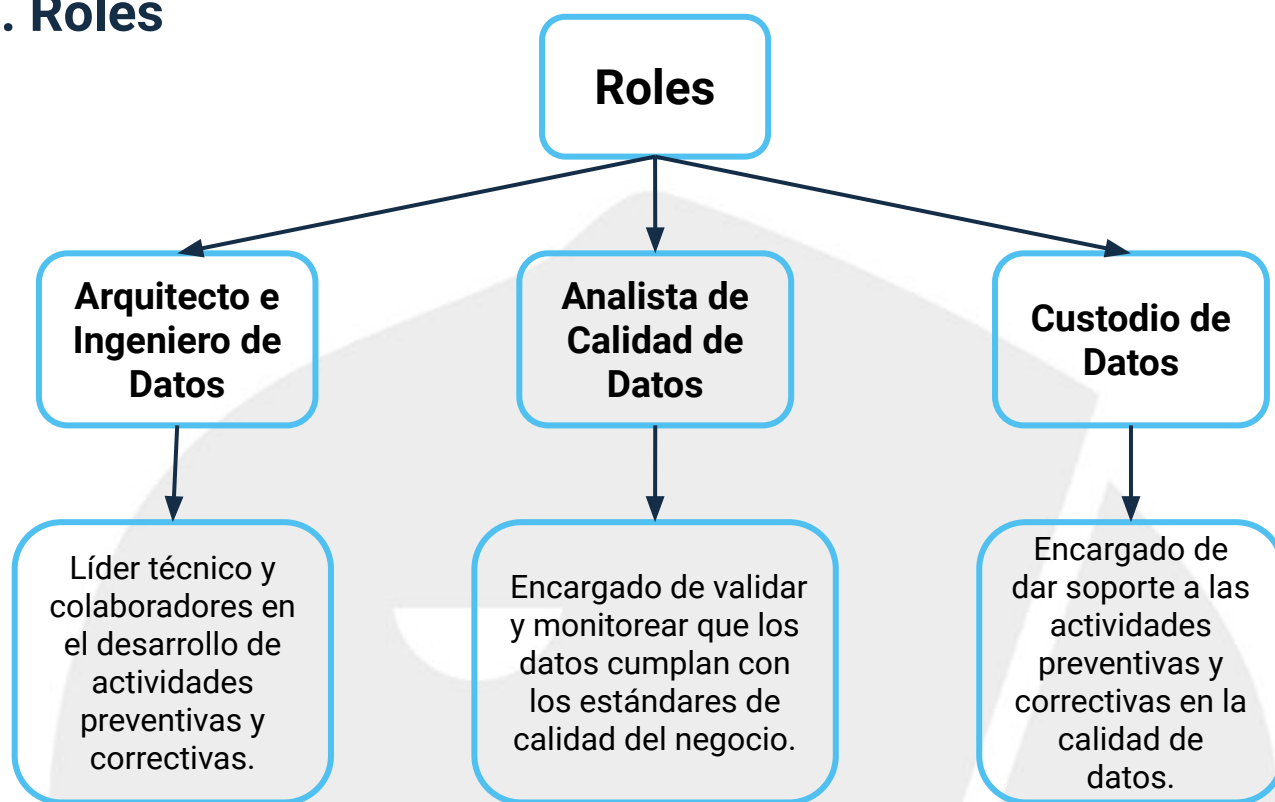 . Roles
Roles
Arquitecto e
Ingeniero de
Datos
Analista de
Calidad de
Datos
Custodio de
Datos
Líder técnico y
colaboradores en
el desarrollo de
actividades
preventivas y
correctivas.
Encargado de validar
y monitorear que los
datos cumplan con
los estándares de
calidad del negocio.
Encargado de
dar soporte a las
actividades
preventivas y
correctivas en la
calidad de
datos.